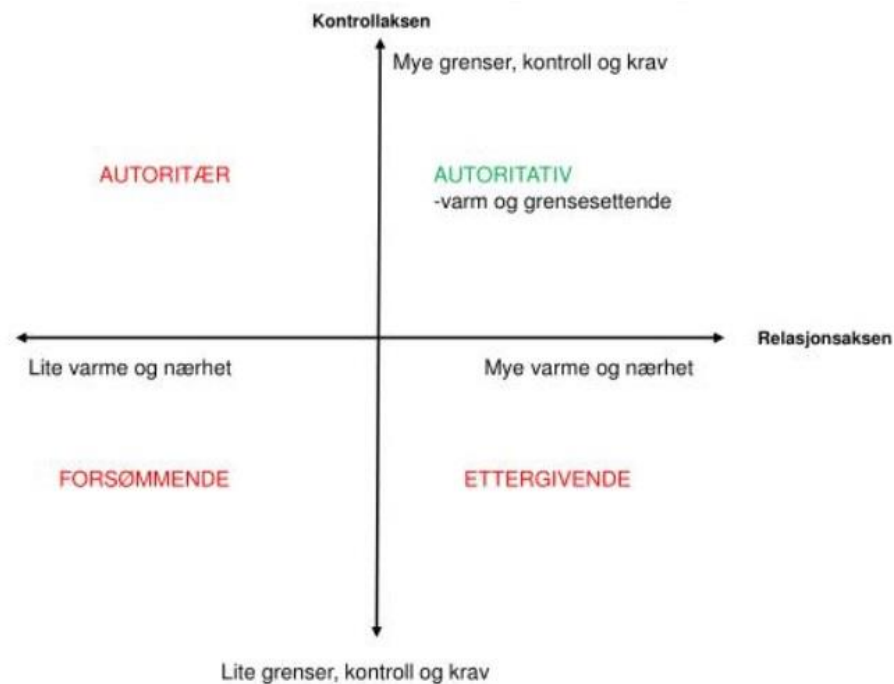 Kontrollaksen
Mye grenser, kontroll og krav
AUTORITÆR
AUTORITATIV
-varm og grensesettende
Relasjonsaksen
Lite varme og nærhet
Mye varme og nærhet
FORSØMMENDE
ETTERGIVENDE
Lite grenser, kontroll og krav